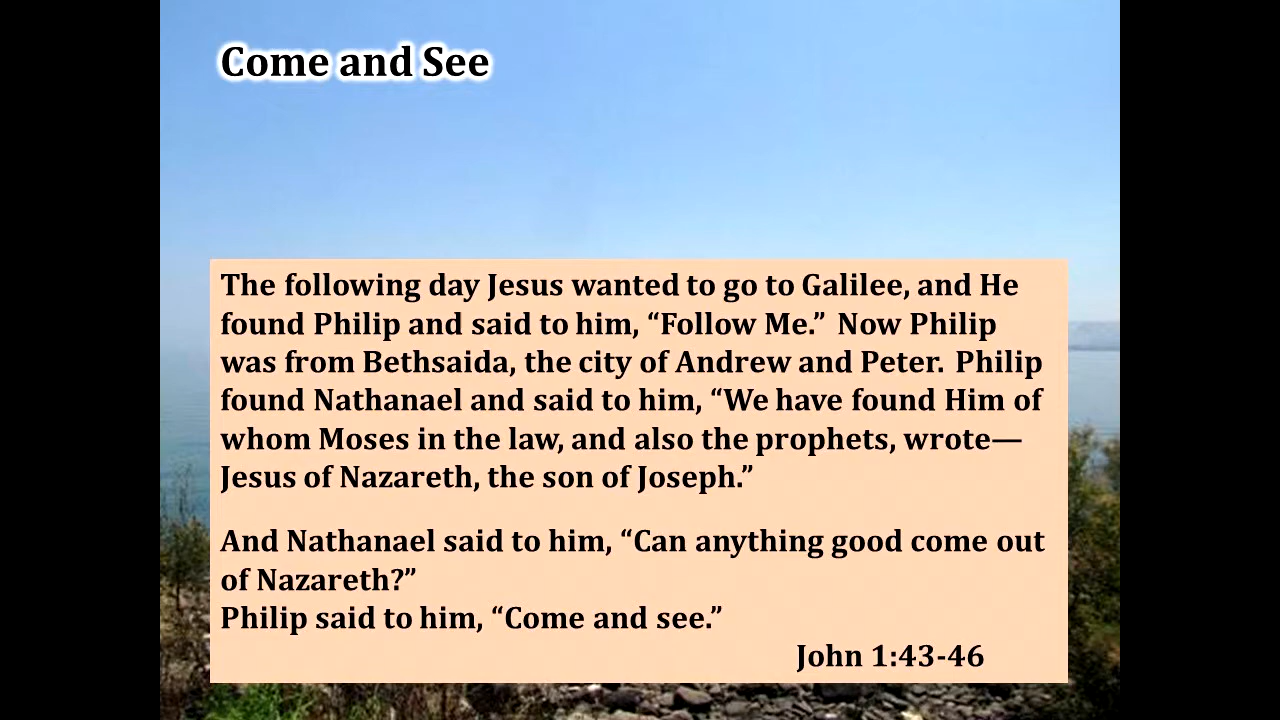 Come and See
The following day Jesus wanted to go to Galilee, and He
found Philip and said to him, “Follow Me.” Now Philip
was from Bethsaida, the city of Andrew and Peter. Philip
found Nathanael and said to him, “We have found Him of
whom Moses in the law, and also the prophets, wrote—
Jesus of Nazareth, the son of Joseph.”
And Nathanael said to him, “Can anything good come out
of Nazareth?”
Philip said to him, “Come and see.”
John 1:43-46